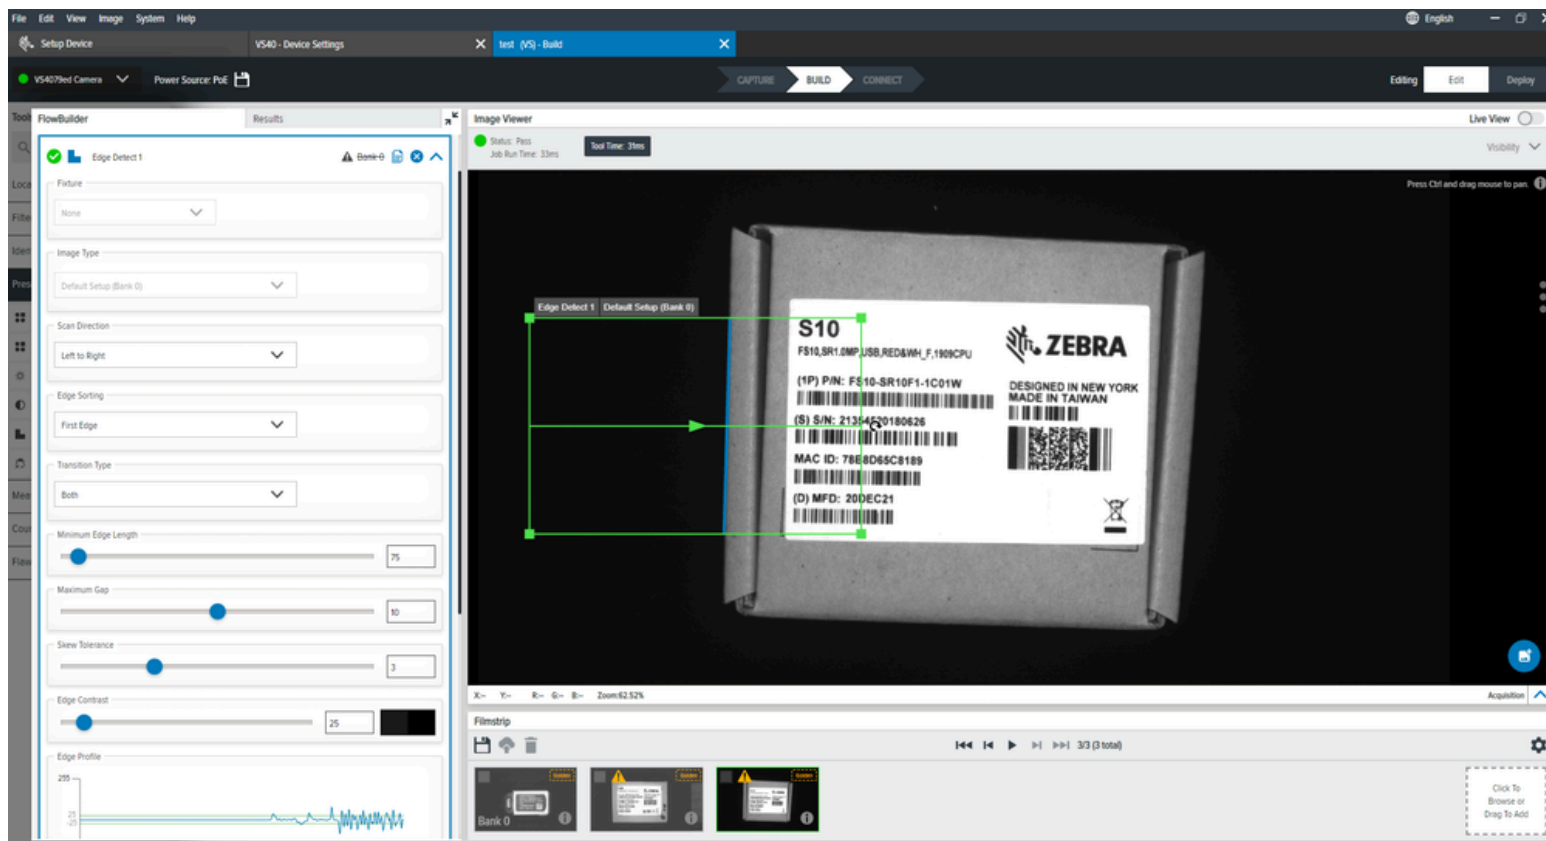 File Edit View Image System Help
English
Setup Device
VS40 - Device Settings
test (VS) - Build
VS4079ed Camera
Power Source: PoE
CAPTURE
BUILD
CONNECT
Editing
Edit
Deploy
FlowBuilder
Results
Image Viewer
Live View
Edge Detect 1
Bank 0
Status: Pass
Job Run Time: 33ms
Tool Time: 31ms
Visibility
Press Ctrl and drag mouse to pan.
Fixture
None
Image Type
Default Setup (Bank 0)
Scan Direction
Left to Right
Edge Sorting
First Edge
Transition Type
Both
Minimum Edge Length
75
Maximum Gap
10
Skew Tolerance
3
Edge Contrast
25
Edge Profile
255
25
-25
Edge Detect 1 Default Setup (Bank 0)
S10
FS10,SR1.0MP,USB,RED&WH_F,1909CPU
ZEBRA
(1P) P/N: FS10-SR10F1-1C01W
DESIGNED IN NEW YORK
MADE IN TAIWAN
(S) S/N: 21354520180626
MAC ID: 78B8D65C8189
(D) MFD: 20DEC21
X:-- Y:-- R:-- G:-- B:-- Zoom:62.52%
Acquisition
Filmstrip
3/3 (3 total)
Golden
Golden
Golden
Bank 0
Click To
Browse or
Drag To Add